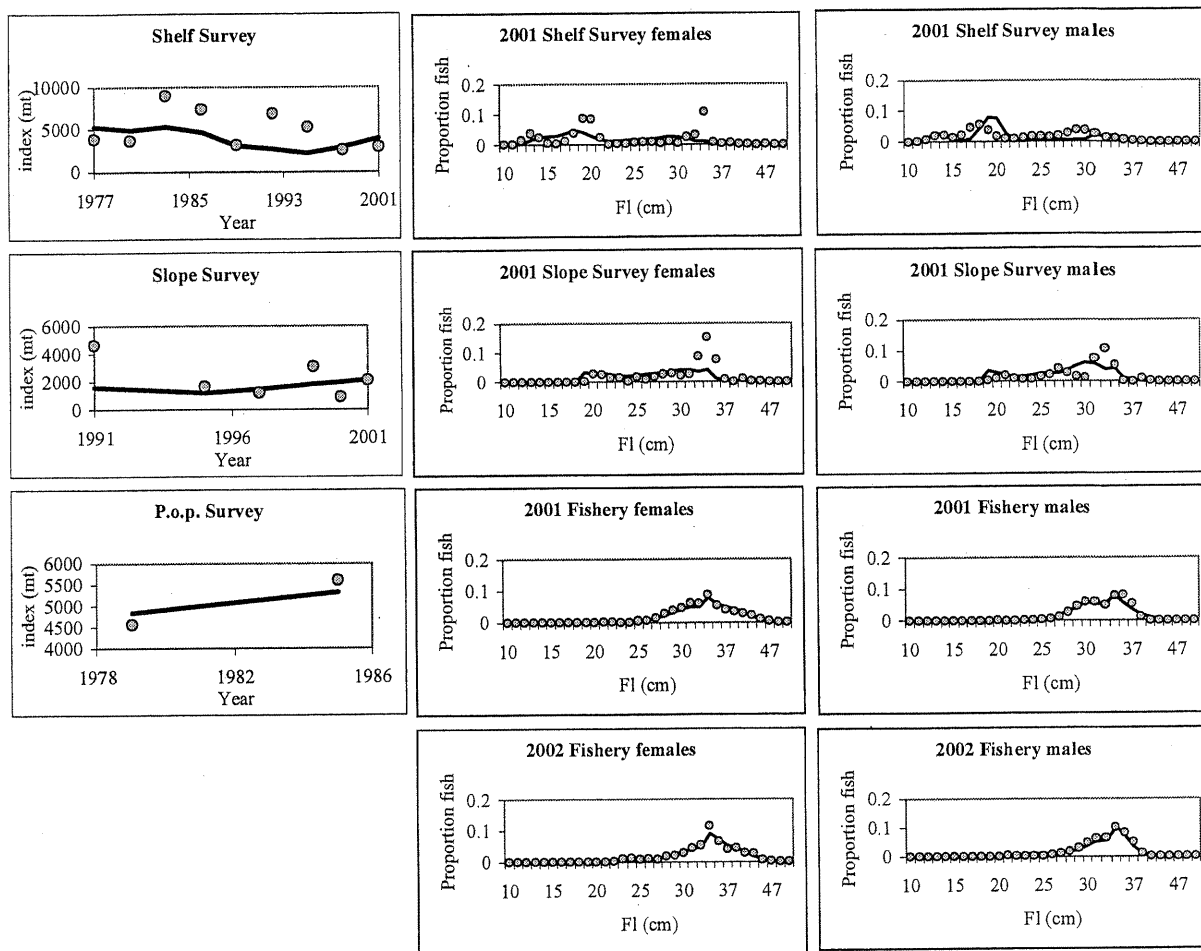 Shelf Survey
index (mt)
10000
5000
0
1977 1985 1993 2001
Year
2001 Shelf Survey females
Proportion fish
0.2
0.1
0
10 15 20 25 30 37 47
Fl (cm)
2001 Shelf Survey males
Proportion fish
0.2
0.1
0
10 15 20 25 30 37 47
Fl (cm)
Slope Survey
index (mt)
6000
4000
2000
0
1991 1996 2001
Year
2001 Slope Survey females
Proportion fish
0.2
0.1
0
10 15 20 25 30 37 47
Fl (cm)
2001 Slope Survey males
Proportion fish
0.2
0.1
0
10 15 20 25 30 37 47
Fl (cm)
P.o.p. Survey
index (mt)
6000
5500
5000
4500
4000
1978 1982 1986
Year
2001 Fishery females
Proportion fish
0.2
0.1
0
10 15 20 25 30 37 47
Fl (cm)
2001 Fishery males
Proportion fish
0.2
0.1
0
10 15 20 25 30 37 47
Fl (cm)
2002 Fishery females
Proportion fish
0.2
0.1
0
10 15 20 25 30 37 47
Fl (cm)
2002 Fishery males
Proportion fish
0.2
0.1
0
10 15 20 25 30 37 47
Fl (cm)